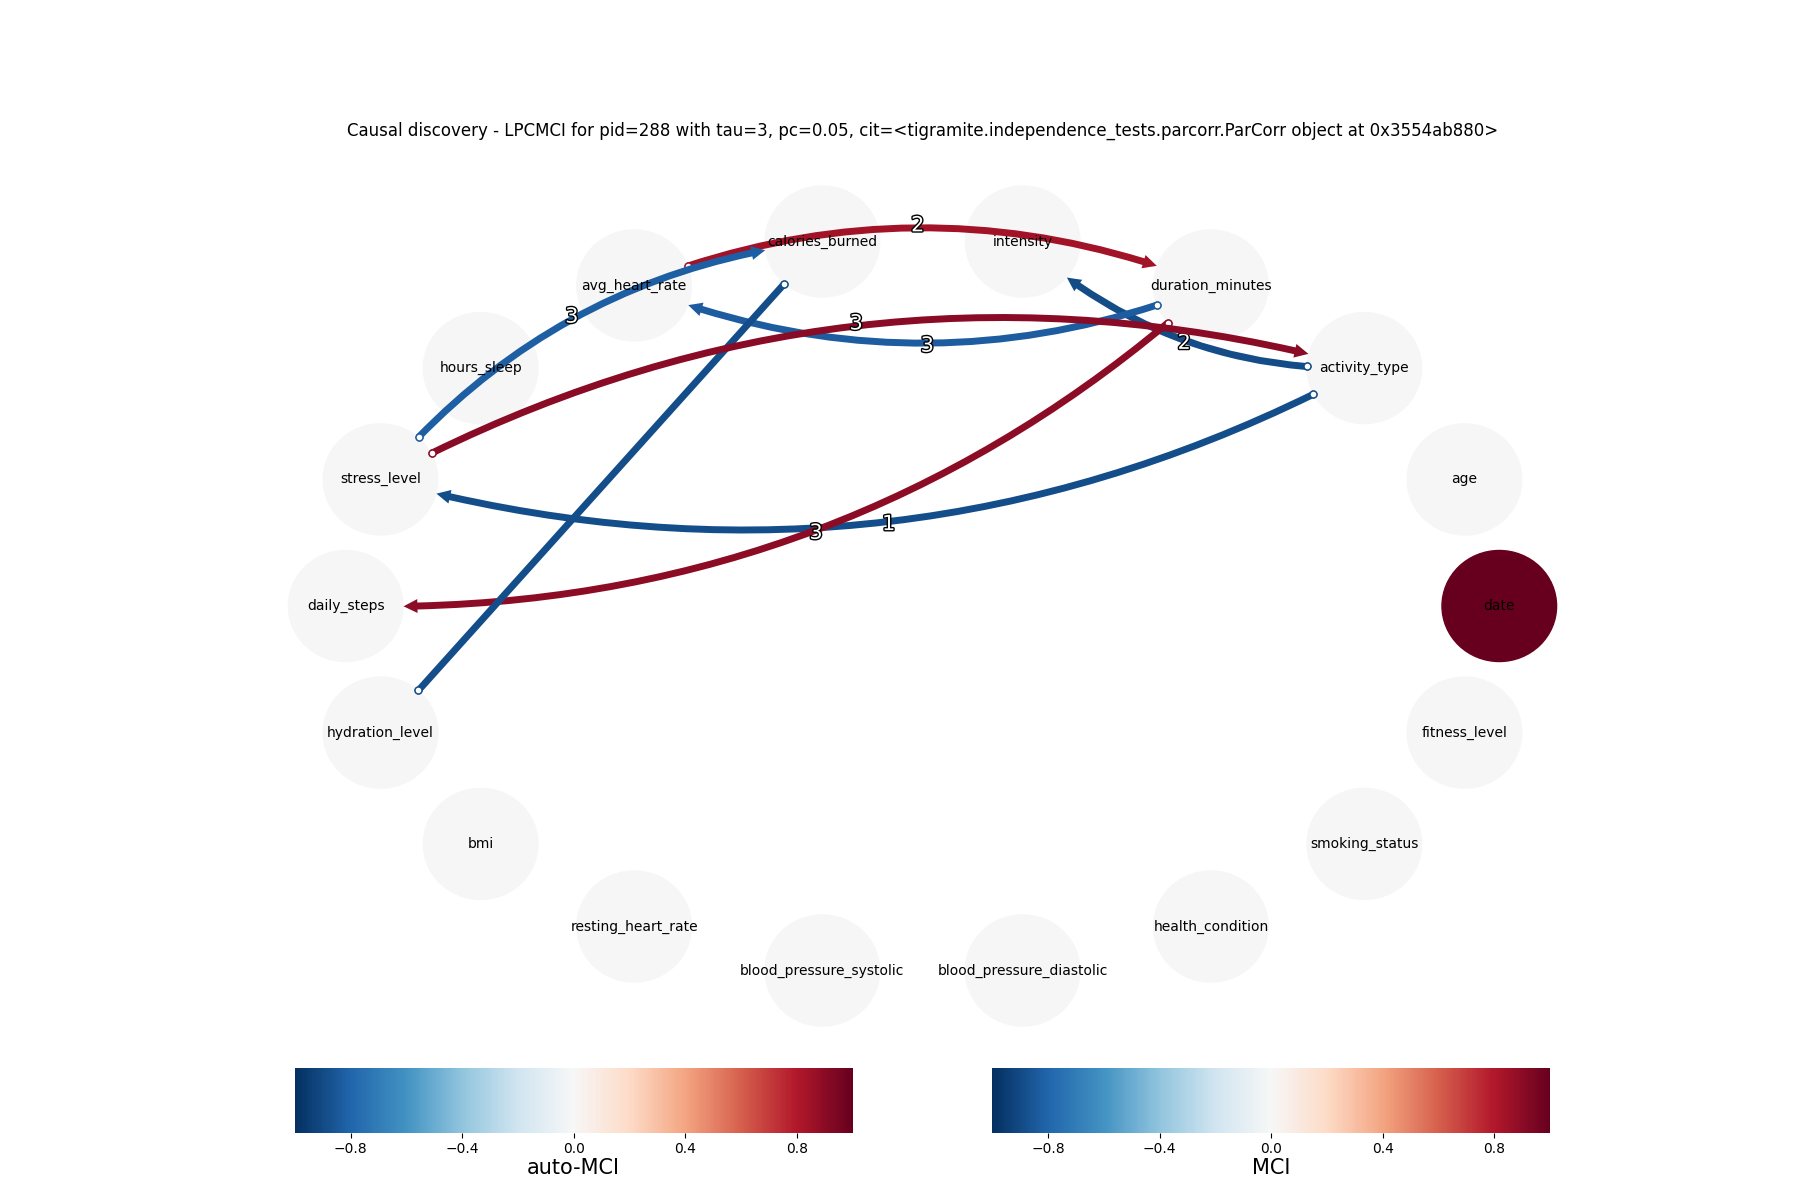 Causal discovery - LPCMCI for pid=288 with tau=3, pc=0.05, cit=<tigramite.independence_tests.parcorr.ParCorr object at 0x3554ab880>
2
calories_burned
intensity
avg_heart_rate
duration_minutes
3
3
3
2
hours_sleep
activity_type
stress_level
age
1
3
daily_steps
date
hydration_level
fitness_level
bmi
smoking_status
resting_heart_rate
health_condition
blood_pressure_systolic
blood_pressure_diastolic
−0.8 −0.4 0.0 0.4 0.8
auto-MCI
−0.8 −0.4 0.0 0.4 0.8
MCI